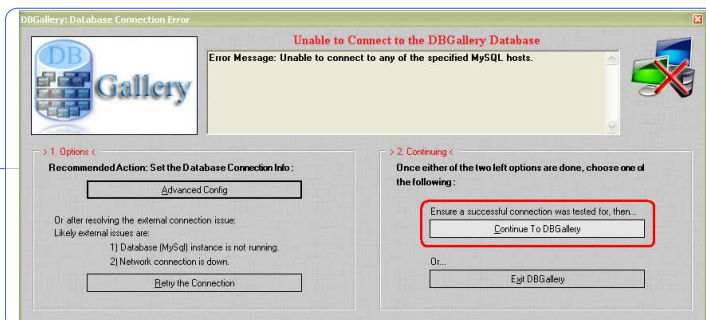 DBGallery: Database Connection Error
DB
Gallery
Unable to Connect to the DBGallery Database
Error Message: Unable to connect to any of the specified MySQL hosts.
> 1. Options <
Recommended Action: Set the Database Connection Info :
Advanced Config
Or after resolving the external connection issue:
Likely external issues are:
1) Database (MySql) instance is not running.
2) Network connection is down.
Retry the Connection
> 2. Continuing <
Once either of the two left options are done, choose one of
the following :
Ensure a successful connection was tested for, then...
Continue To DBGallery
Or...
Exit DBGallery